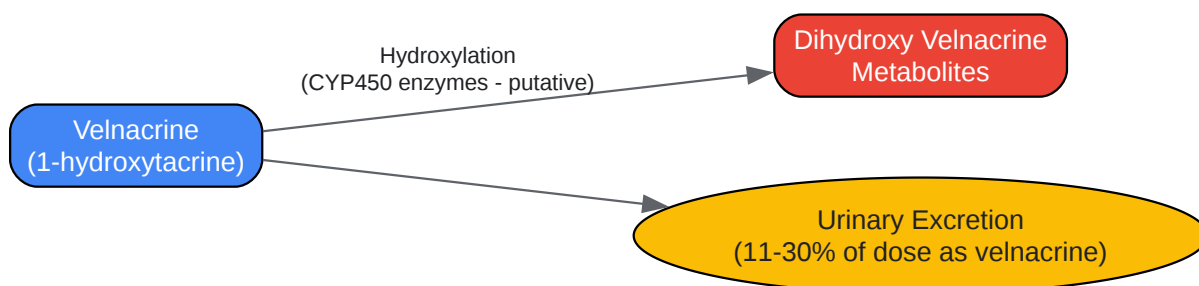 Velnacrine
(1-hydroxytacrine)
Hydroxylation
(CYP450 enzymes - putative)
Dihydroxy Velnacrine
Metabolites
Urinary Excretion
(11-30% of dose as velnacrine)